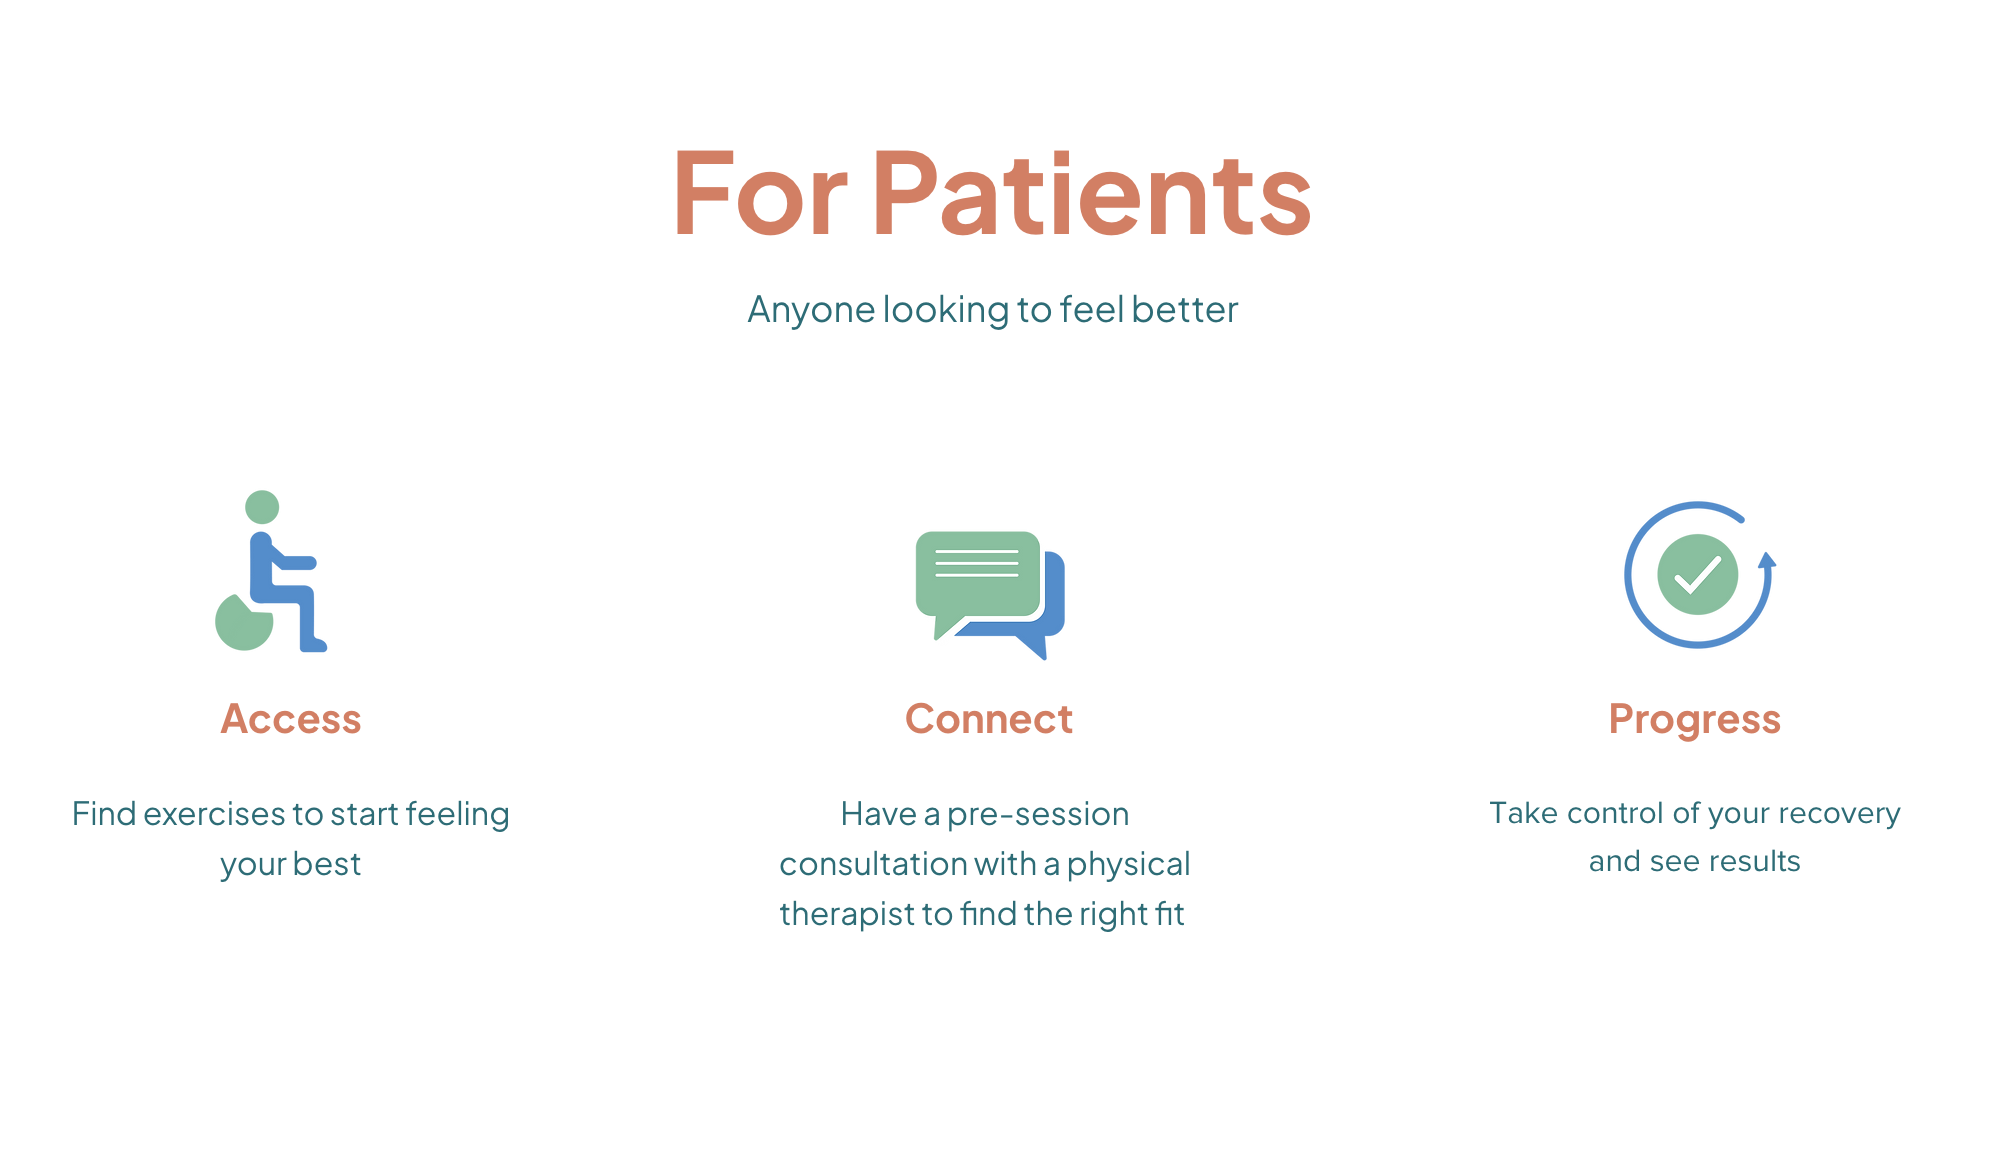 For Patients
Anyone looking to feel better
Access
Find exercises to start feeling
your best
Connect
Have a pre-session
consultation with a physical
therapist to find the right fit
Progress
Take control of your recovery
and see results